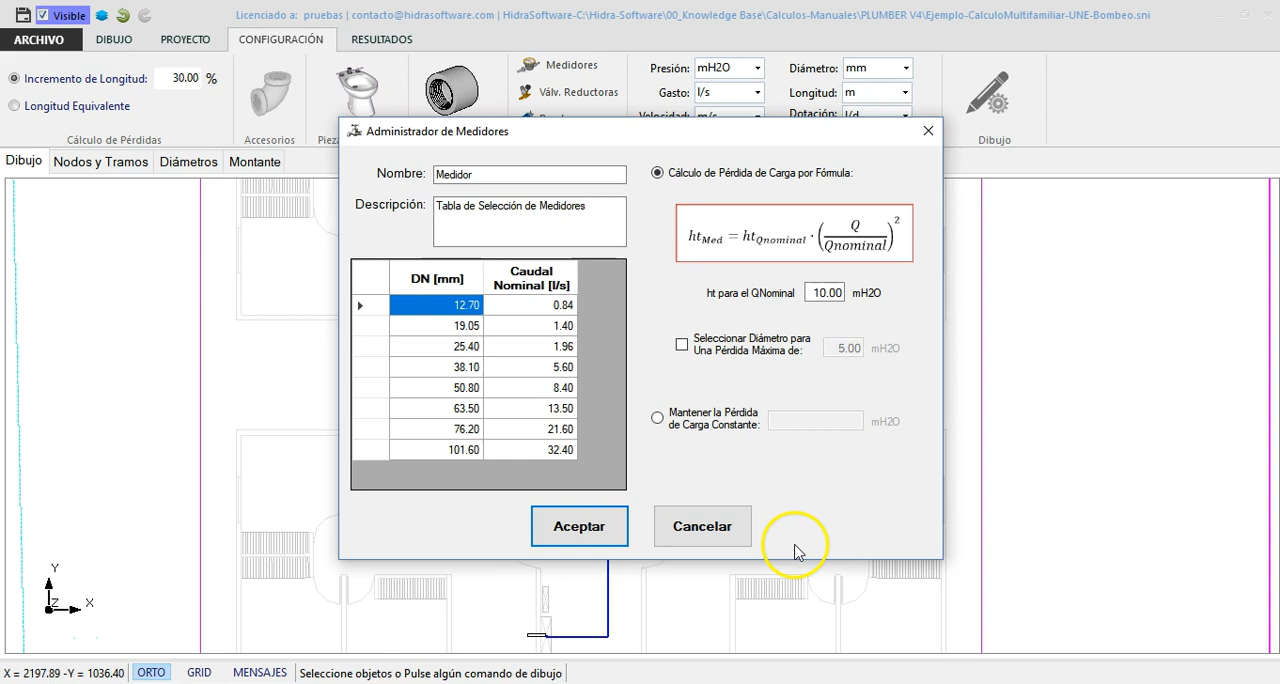 Visible
Licenciado a: pruebas | contacto@hidrasoftware.com | HidraSoftware-C:\Hidra-Software\00_Knowledge Base\Calculos-Manuales\PLUMBER V4\Ejemplo-CalculoMultifamiliar-UNE-Bombeo.sni
ARCHIVO DIBUJO PROYECTO CONFIGURACIÓN RESULTADOS
Incremento de Longitud: 30.00 %
Longitud Equivalente
Cálculo de Pérdidas
Accesorios
Medidores
Válv. Reductoras
Presión: mH2O
Gasto: l/s
Diámetro: mm
Longitud: m
Dotación: l/d
Dibujo
Dibujo Nodos y Tramos Diámetros Montante
Administrador de Medidores
Nombre: Medidor
Descripción: Tabla de Selección de Medidores
DN [mm] Caudal
Nominal [l/s]
12.70 0.84
19.05 1.40
25.40 1.96
38.10 5.60
50.80 8.40
63.50 13.50
76.20 21.60
101.60 32.40
Cálculo de Pérdida de Carga por Fórmula:
ht_Med = ht_Qnominal · (Q/Qnominal)²
ht para el QNominal 10.00 mH2O
Seleccionar Diámetro para
Una Pérdida Máxima de: 5.00 mH2O
Mantener la Pérdida
de Carga Constante: mH2O
Aceptar Cancelar
Y
Z X
X = 2197.89 -Y = 1036.40 ORTO GRID MENSAJES Seleccione objetos o Pulse algún comando de dibujo